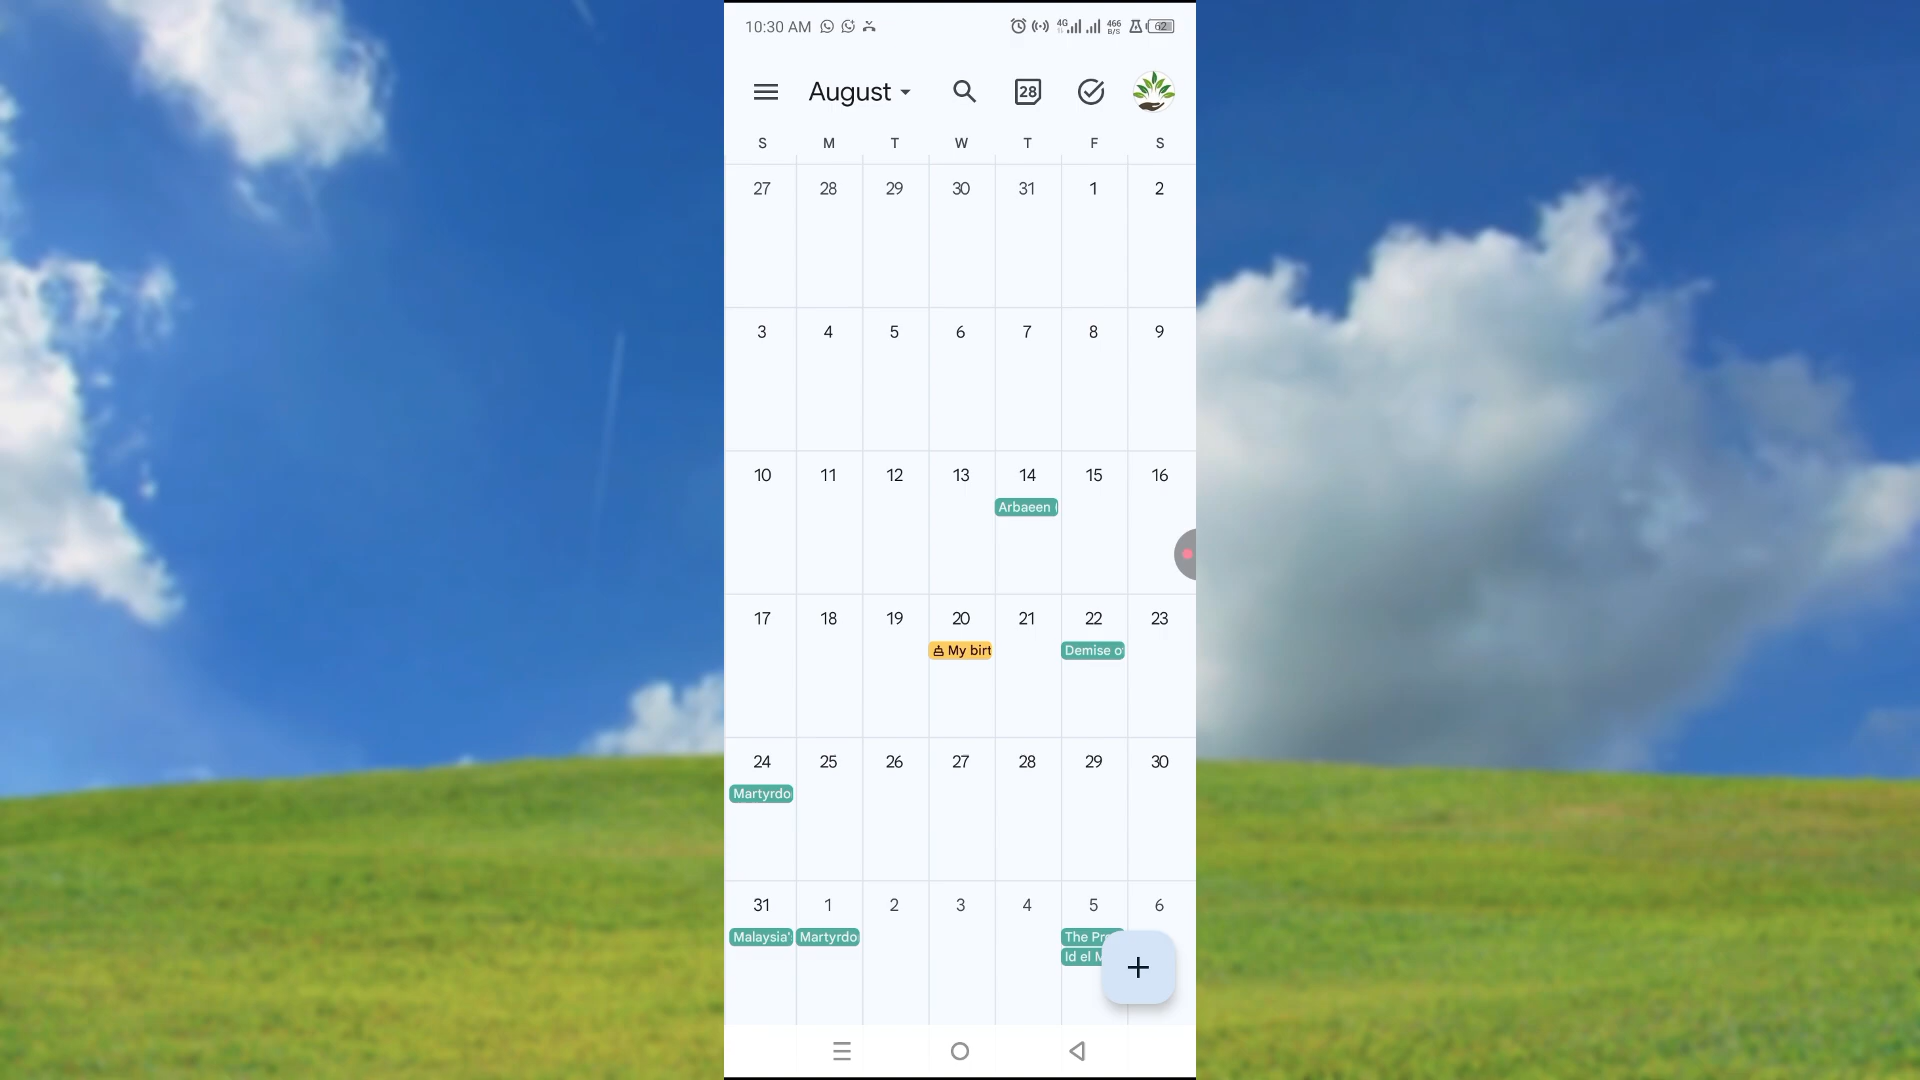 10:30 AM 4G 466 B/S 62
August 28
S M T W T F S
27 28 29 30 31 1 2
3 4 5 6 7 8 9
10 11 12 13 14 15 16
Arbaeen
17 18 19 20 21 22 23
My birt Demise o
24 25 26 27 28 29 30
Martyrdo
31 1 2 3 4 5 6
Malaysia' Martyrdo The Pr
Id el M